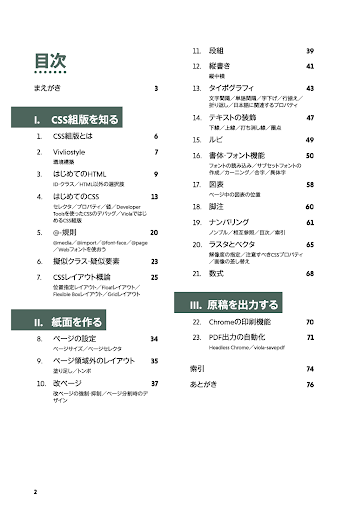 目次
まえがき 3
I. CSS組版を知る
1. CSS組版とは 6
2. Vivliostyle 7
環境構築
3. はじめてのHTML 9
ID・クラス／HTML以外の選択肢
4. はじめてのCSS 13
セレクタ／プロパティ／値／Developer
Toolsを使ったCSSのデバッグ／Violaではじ
めるCSS組版
5. @-規則 20
@media／@import／@font-face／@page
／Webフォントを使おう
6. 擬似クラス・疑似要素 23
7. CSSレイアウト概論 25
位置指定レイアウト／Floatレイアウト／
Flexible Boxレイアウト／Gridレイアウト
II. 紙面を作る
8. ページの設定 34
ページサイズ／ページセレクタ
9. ページ領域外のレイアウト 35
塗り足し／トンボ
10. 改ページ 37
改ページの強制・抑制／ページ分割時のデ
ザイン
11. 段組 39
12. 縦書き 41
縦中横
13. タイポグラフィ 43
文字間隔／単語間隔／字下げ／行揃え／
折り返し／日本語に関連するプロパティ
14. テキストの装飾 47
下線／上線／打ち消し線／圏点
15. ルビ 49
16. 書体・フォント機能 50
フォントの読み込み／サブセットフォントの
作成／カーニング／合字／異体字
17. 図表 58
ページ中の図表の位置
18. 脚注 60
19. ナンバリング 61
ノンブル／相互参照／目次／索引
20. ラスタとベクタ 65
解像度の指定／注意すべきCSSプロパティ
／画像の差し替え
21. 数式 68
III. 原稿を出力する
22. Chromeの印刷機能 70
23. PDF出力の自動化 71
Headless Chrome／viola-savepdf
索引 74
あとがき 76
2